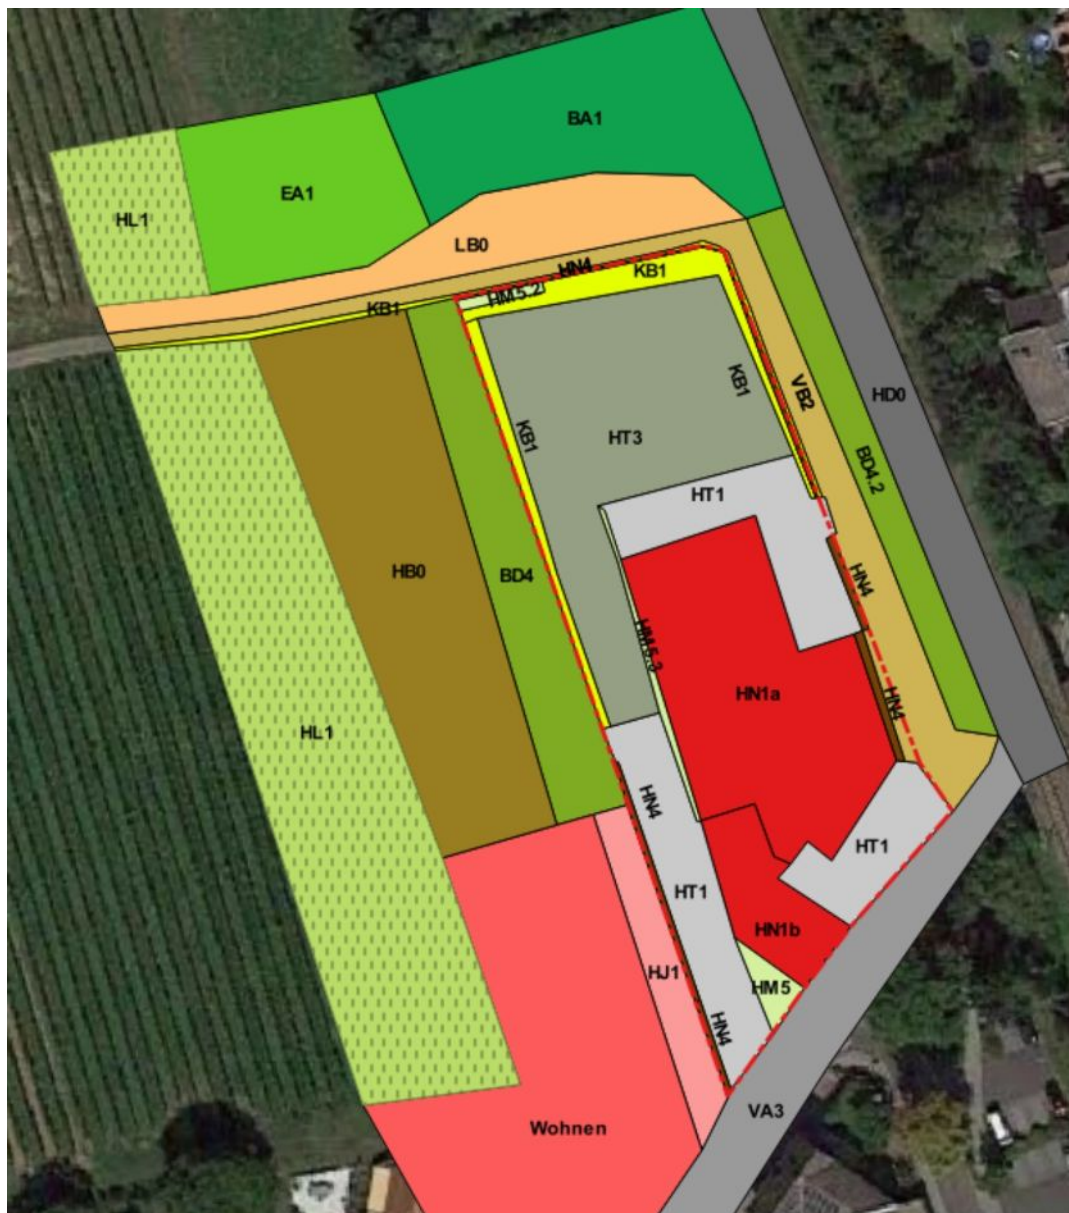 BA1
EA1
HL1
LB0
HN4
KB1
HM5.2
KB1
KB1
VB2
HD0
KB1
HT3
BD4.2
HT1
HB0
BD4
HN4
HM5.3
HN1a
HN4
HL1
HN4
HT1
HT1
HN1b
HJ1
HM5
HN4
VA3
Wohnen